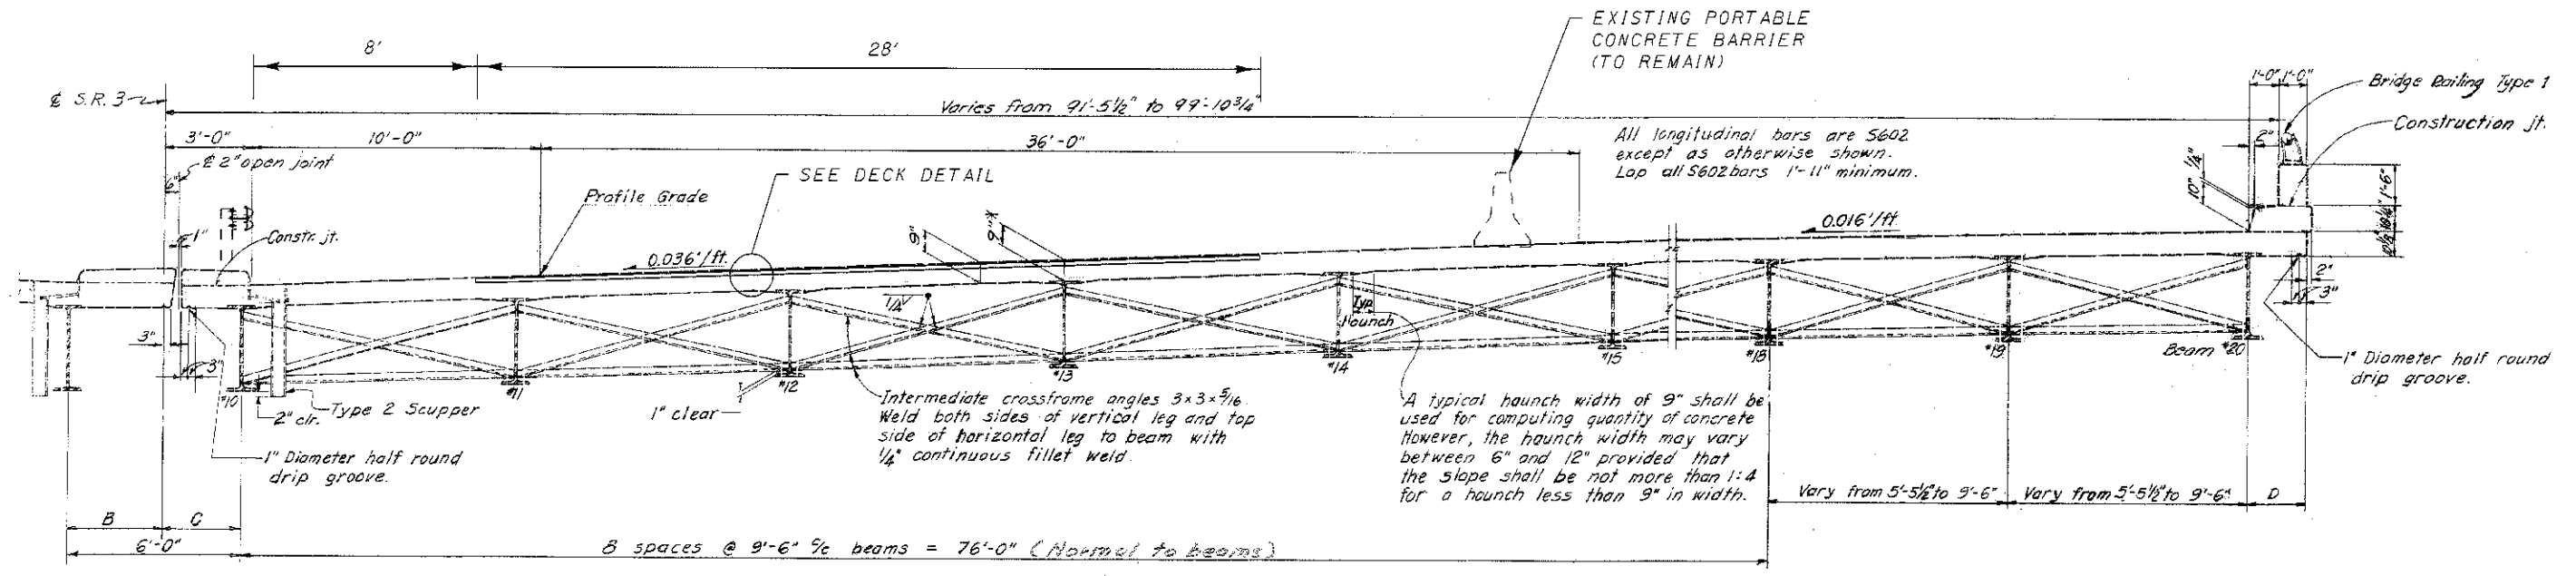 EXISTING PORTABLE
CONCRETE BARRIER
(TO REMAIN)
8'
28'
℄ S.R. 3
Varies from 91'-5½" to 99'-10¾"
1'-0" 1'-0"
Bridge Railing Type 1
Construction jt.
3'-0"
10'-0"
36'-0"
All longitudinal bars are S602
except as otherwise shown.
Lap all S602 bars 1'-11" minimum.
2"
℄ 2" open joint
6"
SEE DECK DETAIL
Profile Grade
10"
1'-6"
1"
Constr. jt.
9"
0.036'/ft.
0.016'/ft.
1/4
Typ.
Haunch
2"
3"
3"
3"
#10
#11
#12
#13
#14
#15
#18
#19
Beam #20
1" Diameter half round
drip groove.
2" clr.
Type 2 Scupper
1" clear
1" Diameter half round
drip groove.
Intermediate crossframe angles 3x3x5/16.
Weld both sides of vertical leg and top
side of horizontal leg to beam with
1/4" continuous fillet weld.
A typical haunch width of 9" shall be
used for computing quantity of concrete
However, the haunch width may vary
between 6" and 12" provided that
the slope shall be not more than 1:4
for a haunch less than 9" in width.
Vary from 5'-5½" to 9'-6"
Vary from 5'-5½" to 9'-6"
D
B
C
6'-0"
8 spaces @ 9'-6" c/c beams = 76'-0" (Normal to beams)